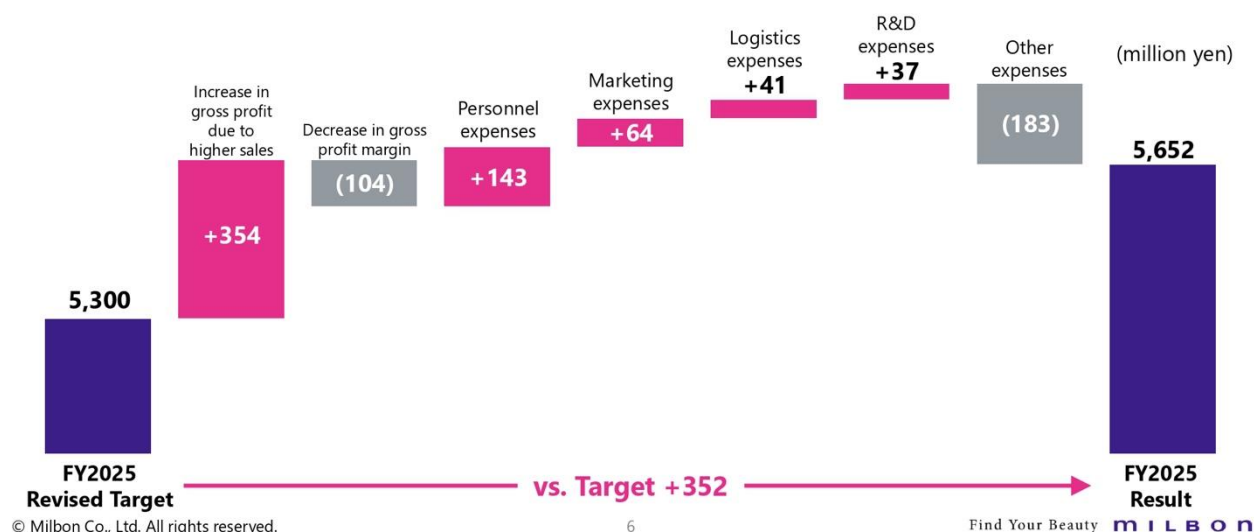 (million yen)
5,300
FY2025
Revised Target
Increase in
gross profit
due to
higher sales
+354
Decrease in gross
profit margin
(104)
Personnel
expenses
+143
Marketing
expenses
+64
Logistics
expenses
+41
R&D
expenses
+37
Other
expenses
(183)
5,652
FY2025
Result
vs. Target +352
© Milbon Co., Ltd. All rights reserved.
6
Find Your Beauty MILBON